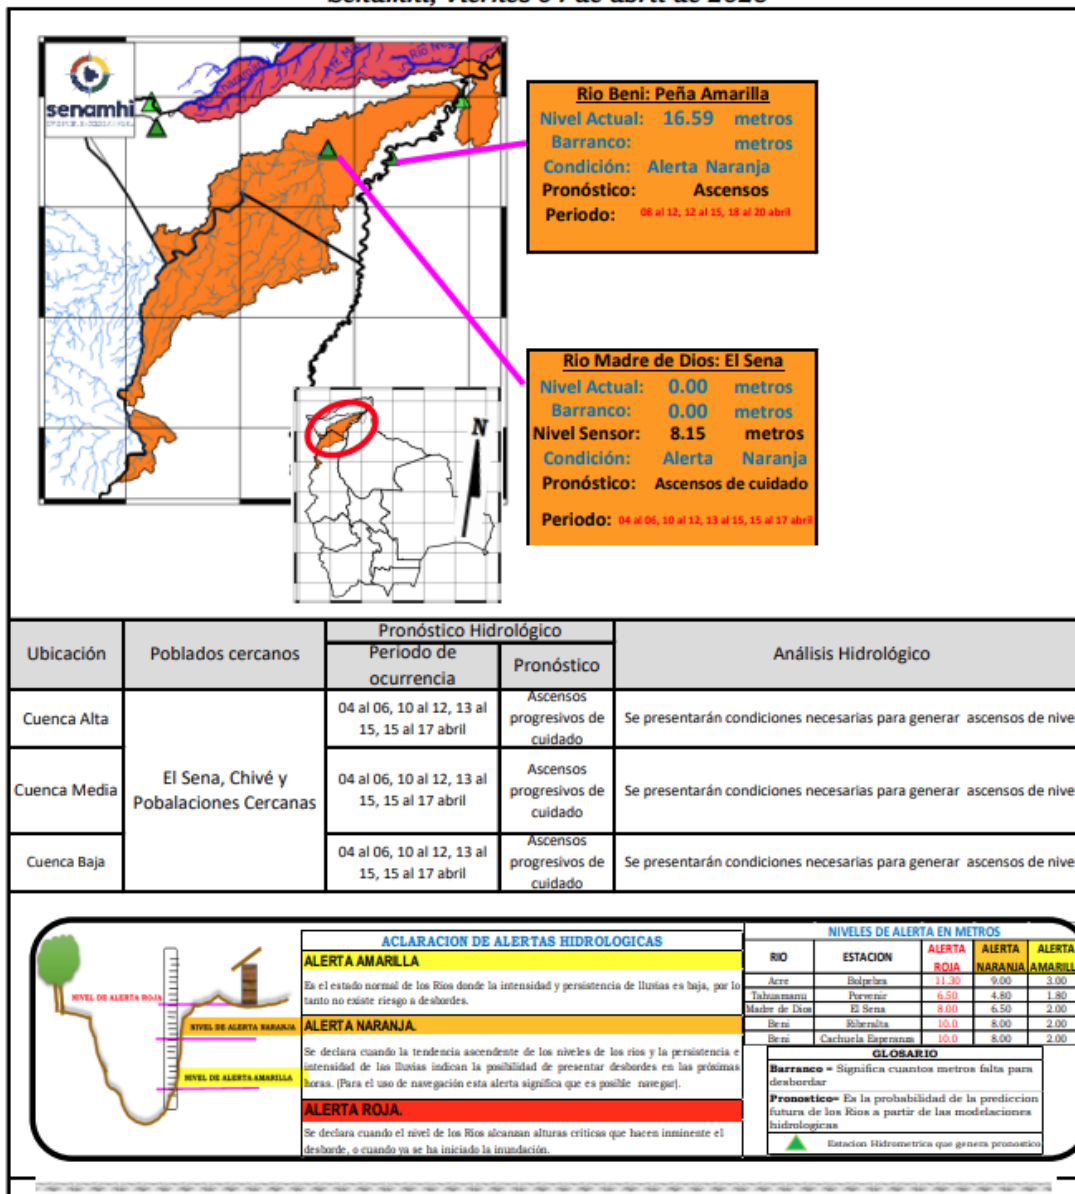 Senamhi, Viernes 04 de abril de 2025
senamhi
Rio Beni: Peña Amarilla
Nivel Actual: 16.59 metros
Barranco: metros
Condición: Alerta Naranja
Pronóstico: Ascensos
Periodo: 08 al 12, 12 al 15, 18 al 20 abril
Rio Madre de Dios: El Sena
Nivel Actual: 0.00 metros
Barranco: 0.00 metros
Nivel Sensor: 8.15 metros
Condición: Alerta Naranja
Pronóstico: Ascensos de cuidado
Periodo: 04 al 06, 10 al 12, 13 al 15, 15 al 17 abril
N
Ubicación
Poblados cercanos
Pronóstico Hidrológico
Periodo de
ocurrencia
Pronóstico
Análisis Hidrológico
Cuenca Alta
04 al 06, 10 al 12, 13 al
15, 15 al 17 abril
Ascensos
progresivos de
cuidado
Se presentarán condiciones necesarias para generar ascensos de nive
El Sena, Chivé y
Pobalaciones Cercanas
Cuenca Media
04 al 06, 10 al 12, 13 al
15, 15 al 17 abril
Ascensos
progresivos de
cuidado
Se presentarán condiciones necesarias para generar ascensos de nive
Cuenca Baja
04 al 06, 10 al 12, 13 al
15, 15 al 17 abril
Ascensos
progresivos de
cuidado
Se presentarán condiciones necesarias para generar ascensos de nive
NIVEL DE ALERTA ROJA
NIVEL DE ALERTA NARANJA
NIVEL DE ALERTA AMARILLA
ACLARACION DE ALERTAS HIDROLOGICAS
ALERTA AMARILLA
Es el estado normal de los Rios donde la intensidad y persistencia de lluvias es baja, por lo
tanto no existe riesgo a desbordes.
ALERTA NARANJA.
Se declara cuando la tendencia ascendente de los niveles de los rios y la persistencia e
intensidad de las lluvias indican la posibilidad de presentar desbordes en las próximas
horas. (Para el uso de navegación esta alerta significa que es posible navegar).
ALERTA ROJA.
Se declara cuando el nivel de los Rios alcanzan alturas criticas que hacen inminente el
desborde, o cuando ya se ha iniciado la inundación.
NIVELES DE ALERTA EN METROS
RIO ESTACION ALERTA ROJA ALERTA NARANJA ALERTA AMARILL
Acre Bolpebra 11.30 9.00 3.00
Tahuamanu Porvenir 6.50 4.80 1.80
Madre de Dios El Sena 8.00 6.50 2.00
Beni Riberalta 10.0 8.00 2.00
Beni Cachuela Esperanza 10.0 8.00 2.00
GLOSARIO
Barranco = Significa cuantos metros falta para
desbordar
Pronostico= Es la probabilidad de la prediccion
futura de los Rios a partir de las modelaciones
hidrologicas
Estacion Hidrometrica que genera pronostico